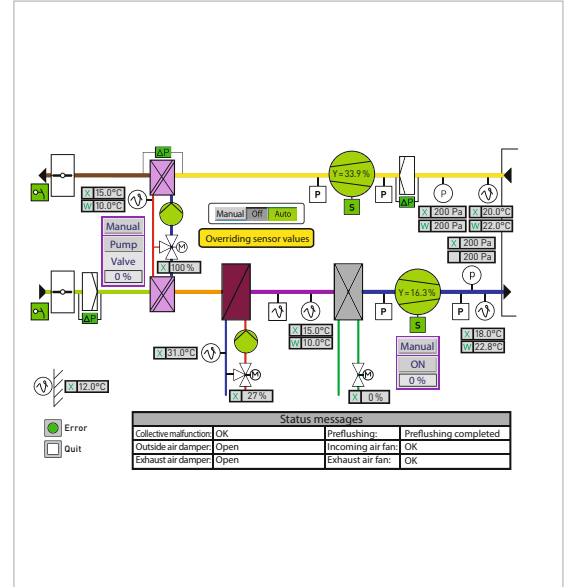 ΔP
Y=33.9%
P
P
P
S
ΔP
X 15.0°C
W 10.0°C
X 200 Pa
W 200 Pa
X 20.0°C
W 22.0°C
Manual Off Auto
Manual
Pump
Valve
0 %
M
X 100 %
Overriding sensor values
X 200 Pa
200 Pa
P
ΔP
Y=16.3%
P
P
S
X 31.0°C
X 15.0°C
W 10.0°C
X 18.0°C
W 22.8°C
Manual
ON
0 %
M
X 27 %
M
X 0 %
X 12.0°C
Error
Quit
Status messages
Collective malfunction: OK Preflushing: Preflushing completed
Outside air damper: Open Incoming air fan: OK
Exhaust air damper: Open Exhaust air fan: OK